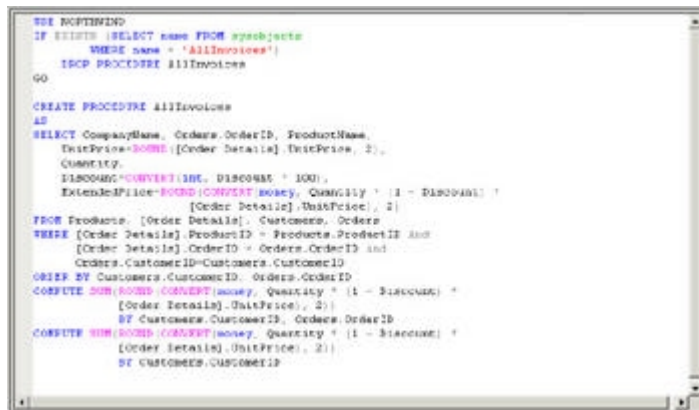 USE NORTHWIND
IF EXISTS (SELECT name FROM sysobjects
WHERE name = 'AllInvoices')
DROP PROCEDURE AllInvoices
GO
CREATE PROCEDURE AllInvoices
AS
SELECT CompanyName, Orders.OrderID, ProductName,
UnitPrice=ROUND([Order Details].UnitPrice, 2),
Quantity,
Discount=CONVERT(int, Discount * 100),
ExtendedPrice=ROUND(CONVERT(money, Quantity * (1 - Discount) *
[Order Details].UnitPrice), 2)
FROM Products, [Order Details], Customers, Orders
WHERE [Order Details].ProductID = Products.ProductID And
[Order Details].OrderID = Orders.OrderID and
Orders.CustomerID=Customers.CustomerID
ORDER BY Customers.CustomerID, Orders.OrderID
COMPUTE SUM(ROUND(CONVERT(money, Quantity * (1 - Discount) *
[Order Details].UnitPrice), 2))
BY Customers.CustomerID, Orders.OrderID
COMPUTE SUM(ROUND(CONVERT(money, Quantity * (1 - Discount) *
[Order Details].UnitPrice), 2))
BY Customers.CustomerID